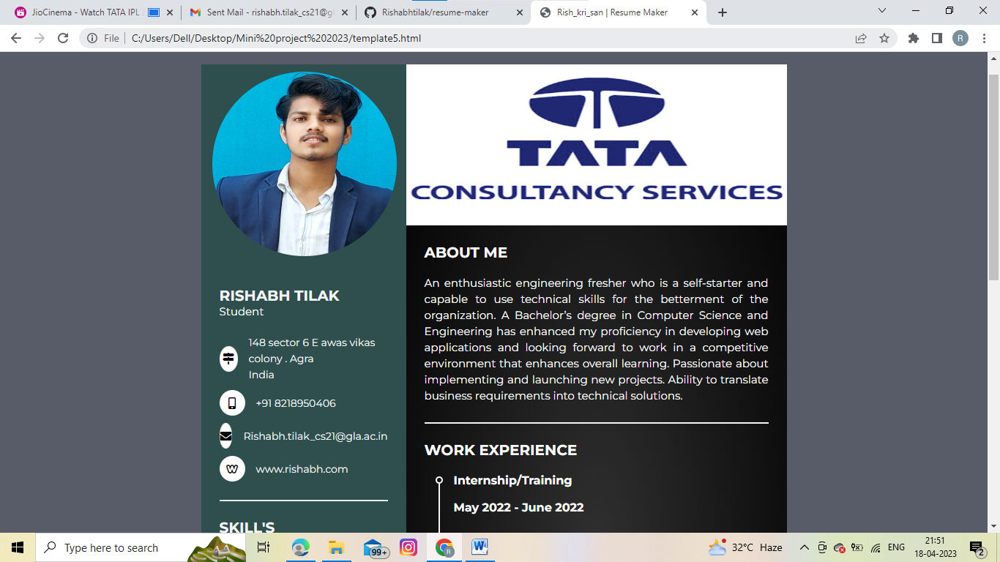 JioCinema - Watch TATA IPL
Sent Mail - rishabh.tilak_cs21@gl
Rishabhtilak/resume-maker
Rish_kri_san | Resume Maker
File
C:/Users/Dell/Desktop/Mini%20project%202023/template5.html
R
TATA
CONSULTANCY SERVICES
RISHABH TILAK
Student
148 sector 6 E awas vikas
colony . Agra
India
+91 8218950406
Rishabh.tilak_cs21@gla.ac.in
www.rishabh.com
SKILL'S
ABOUT ME
An enthusiastic engineering fresher who is a self-starter and
capable to use technical skills for the betterment of the
organization. A Bachelor’s degree in Computer Science and
Engineering has enhanced my proficiency in developing web
applications and looking forward to work in a competitive
environment that enhances overall learning. Passionate about
implementing and launching new projects. Ability to translate
business requirements into technical solutions.
WORK EXPERIENCE
Internship/Training
May 2022 - June 2022
Type here to search
99+
R
W
32°C Haze
ENG
21:51
18-04-2023
2